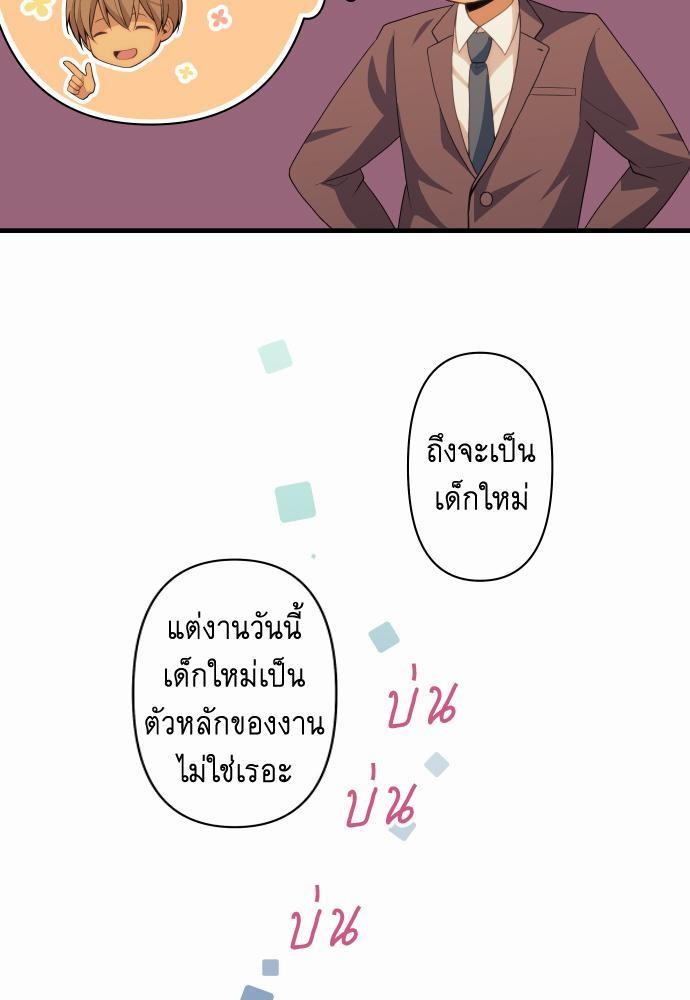 ถึงจะเป็น
เด็กใหม่
แต่งานวันนี้
เด็กใหม่เป็น
ตัวหลักของงาน
ไม่ใช่เรอะ
บ่น
บ่น
บ่น